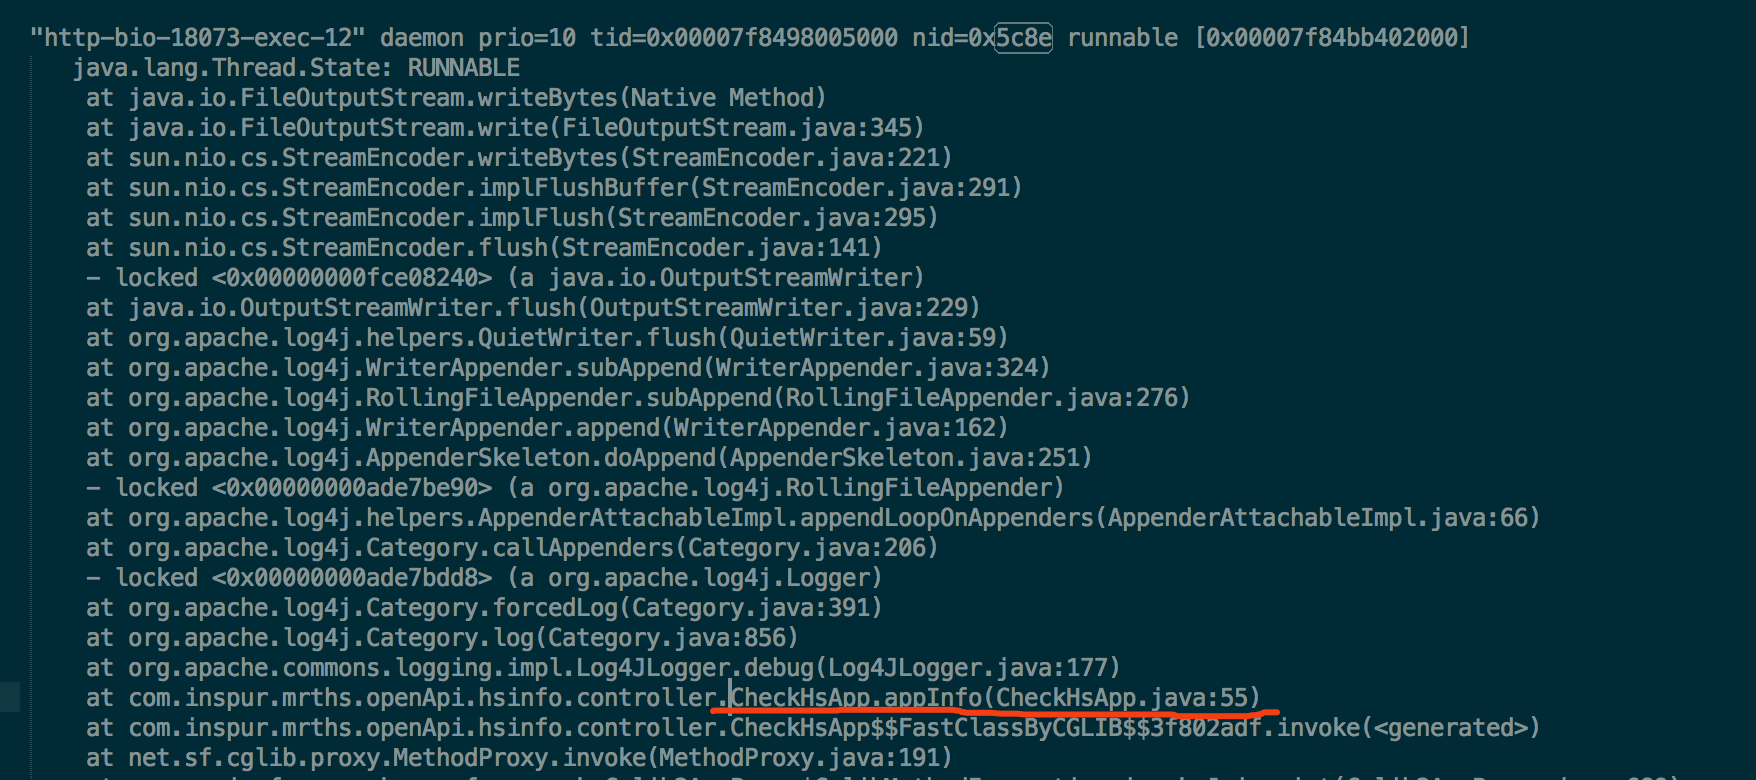 "http-bio-18073-exec-12" daemon prio=10 tid=0x00007f8498005000 nid=0x5c8e runnable [0x00007f84bb402000]
java.lang.Thread.State: RUNNABLE
at java.io.FileOutputStream.writeBytes(Native Method)
at java.io.FileOutputStream.write(FileOutputStream.java:345)
at sun.nio.cs.StreamEncoder.writeBytes(StreamEncoder.java:221)
at sun.nio.cs.StreamEncoder.implFlushBuffer(StreamEncoder.java:291)
at sun.nio.cs.StreamEncoder.implFlush(StreamEncoder.java:295)
at sun.nio.cs.StreamEncoder.flush(StreamEncoder.java:141)
- locked <0x00000000fce08240> (a java.io.OutputStreamWriter)
at java.io.OutputStreamWriter.flush(OutputStreamWriter.java:229)
at org.apache.log4j.helpers.QuietWriter.flush(QuietWriter.java:59)
at org.apache.log4j.WriterAppender.subAppend(WriterAppender.java:324)
at org.apache.log4j.RollingFileAppender.subAppend(RollingFileAppender.java:276)
at org.apache.log4j.WriterAppender.append(WriterAppender.java:162)
at org.apache.log4j.AppenderSkeleton.doAppend(AppenderSkeleton.java:251)
- locked <0x00000000ade7be90> (a org.apache.log4j.RollingFileAppender)
at org.apache.log4j.helpers.AppenderAttachableImpl.appendLoopOnAppenders(AppenderAttachableImpl.java:66)
at org.apache.log4j.Category.callAppenders(Category.java:206)
- locked <0x00000000ade7bdd8> (a org.apache.log4j.Logger)
at org.apache.log4j.Category.forcedLog(Category.java:391)
at org.apache.log4j.Category.log(Category.java:856)
at org.apache.commons.logging.impl.Log4JLogger.debug(Log4JLogger.java:177)
at com.inspur.mrths.openApi.hsinfo.controller.CheckHsApp.appInfo(CheckHsApp.java:55)
at com.inspur.mrths.openApi.hsinfo.controller.CheckHsApp$$FastClassByCGLIB$$3f802adf.invoke(<generated>)
at net.sf.cglib.proxy.MethodProxy.invoke(MethodProxy.java:191)